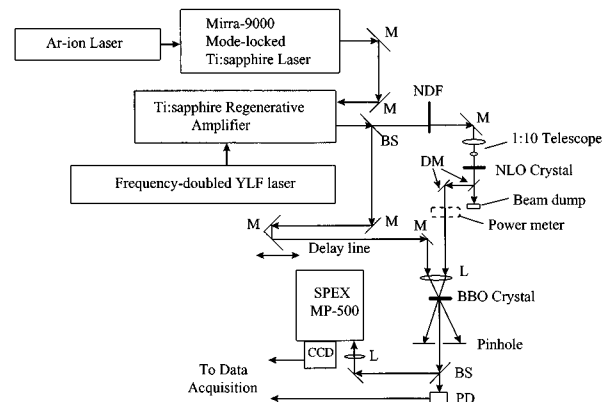 Mirra-9000
Mode-locked
Ti:sapphire Laser
Ar-ion Laser
M
Ti:sapphire Regenerative
Amplifier
M
BS
NDF
M
1:10 Telescope
NLO Crystal
DM
Beam dump
Power meter
Frequency-doubled YLF laser
M
M
M
Delay line
L
BBO Crystal
SPEX
MP-500
Pinhole
CCD
L
To Data
Acquisition
BS
PD